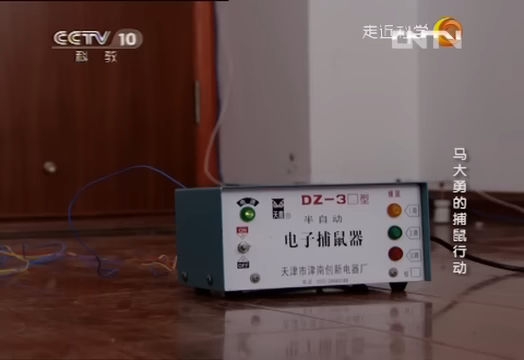 CCTV 10
科教
走近科学
马大勇的捕鼠行动
DZ-3□型
半自动
电子捕鼠器
ON
OFF
天津市津南创新电器厂